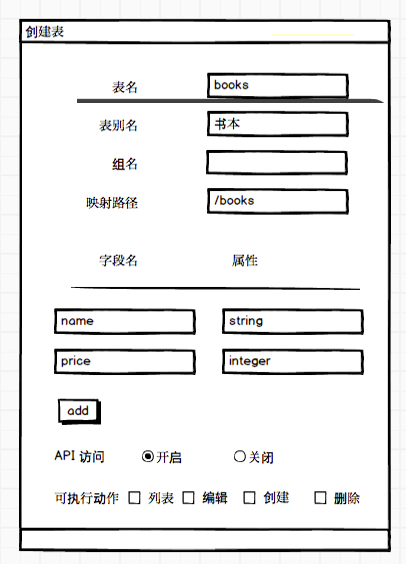 创建表
表名 books
表别名 书本
组名
映射路径 /books
字段名 属性
name string
price integer
add
API 访问 开启 关闭
可执行动作 列表 编辑 创建 删除